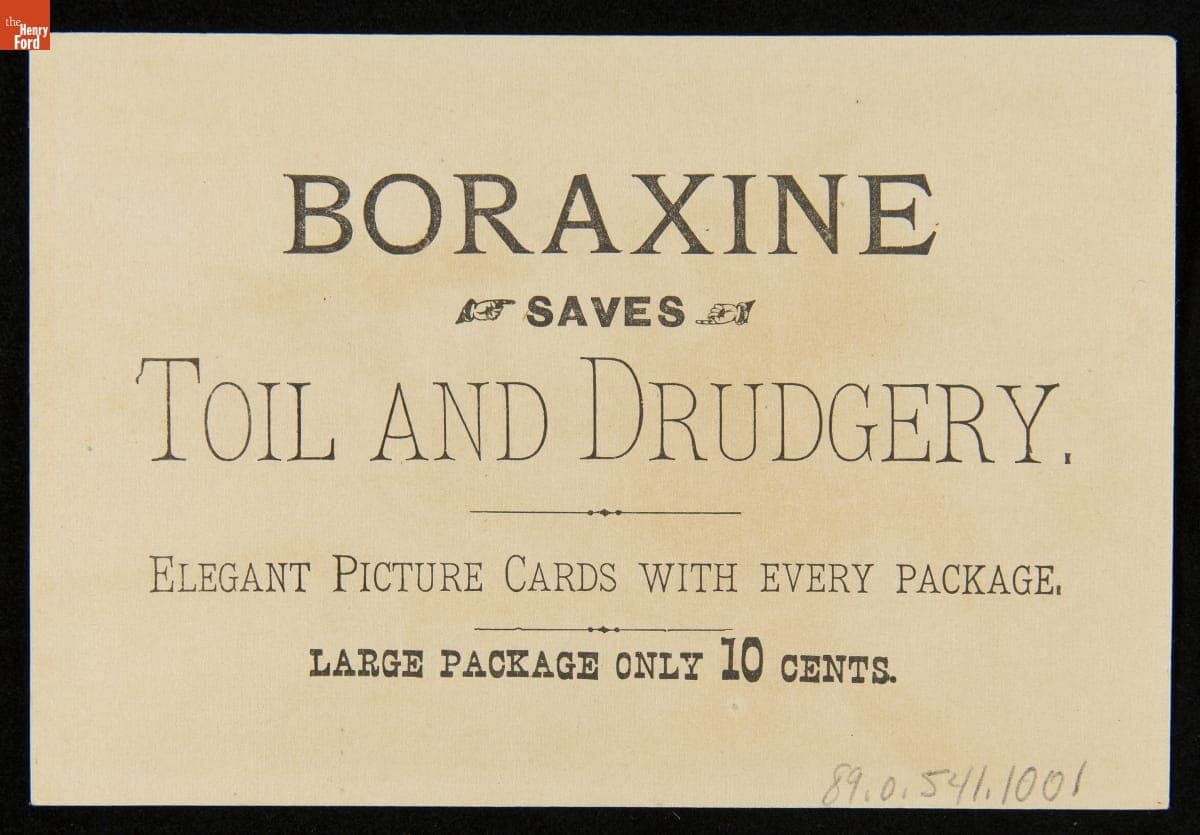 the
Henry
Ford
BORAXINE
SAVES
TOIL AND DRUDGERY.
ELEGANT PICTURE CARDS WITH EVERY PACKAGE.
LARGE PACKAGE ONLY 10 CENTS.
89.0.541.1001